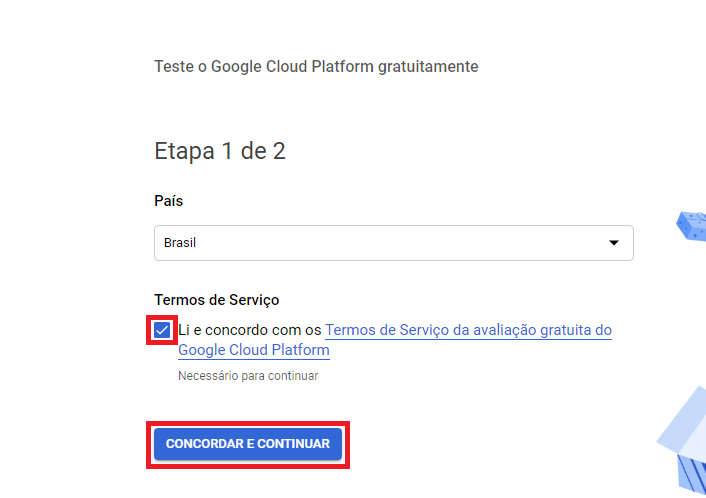 Teste o Google Cloud Platform gratuitamente
Etapa 1 de 2
País
Brasil
Termos de Serviço
Li e concordo com os Termos de Serviço da avaliação gratuita do
Google Cloud Platform
Necessário para continuar
CONCORDAR E CONTINUAR